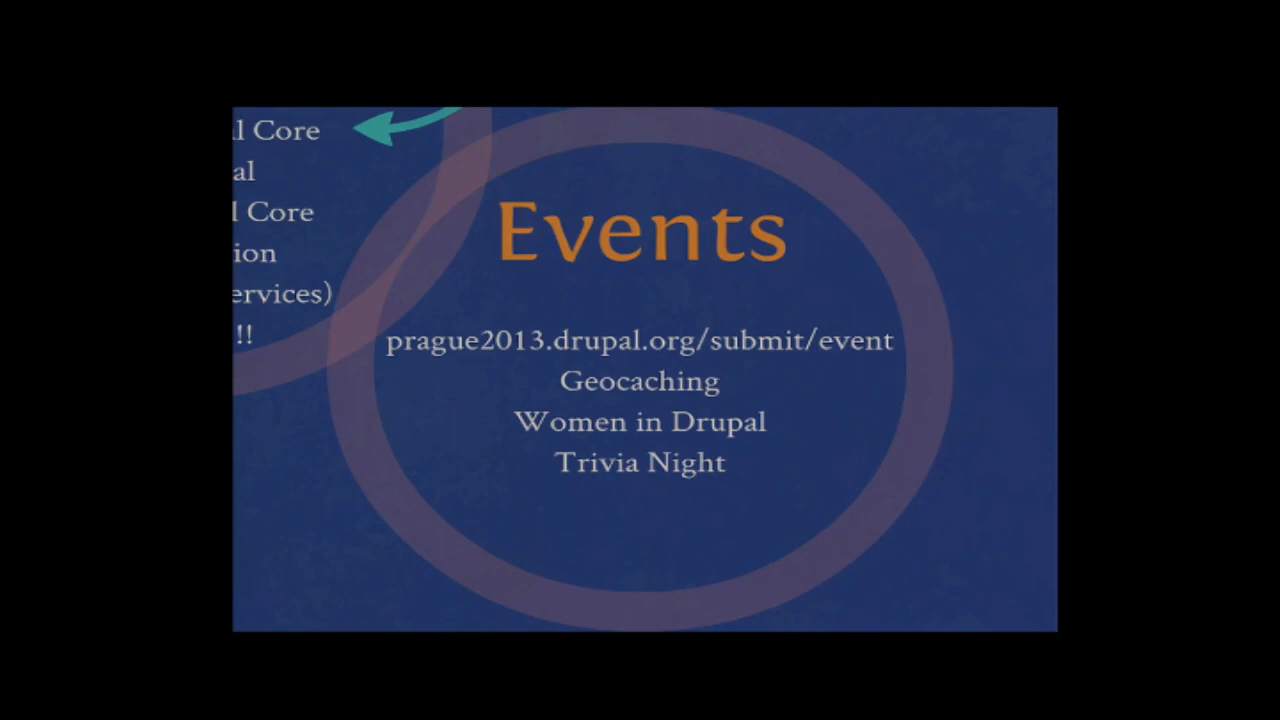 l Core
al
l Core
ion
ervices)
!!
Events
prague2013.drupal.org/submit/event
Geocaching
Women in Drupal
Trivia Night